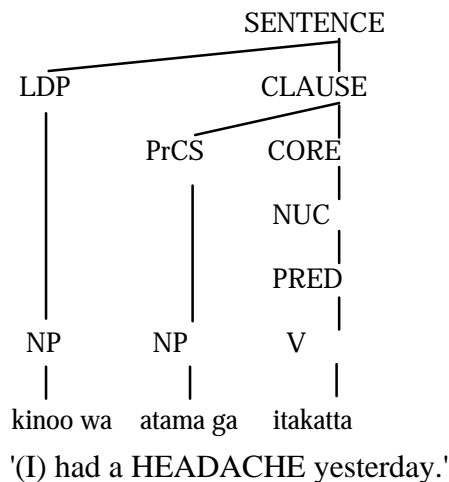 SENTENCE
LDP CLAUSE
PrCS CORE
NUC
PRED
NP NP V
kinoo wa atama ga itakatta
'(I) had a HEADACHE yesterday.'